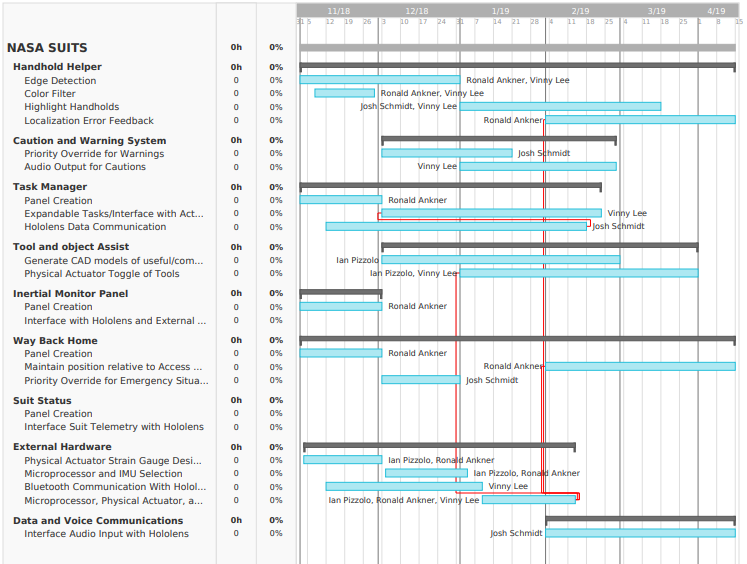 11/18 12/18 1/19 2/19 3/19 4/19
31 5 12 19 26 3 10 17 24 31 7 14 21 28 4 11 18 25 4 11 18 25 1 8 15
NASA SUITS 0h 0%
Handhold Helper 0h 0%
Edge Detection 0 0% Ronald Ankner, Vinny Lee
Color Filter 0 0% Ronald Ankner, Vinny Lee
Highlight Handholds 0 0% Josh Schmidt, Vinny Lee
Localization Error Feedback 0 0% Ronald Ankner
Caution and Warning System 0h 0%
Priority Override for Warnings 0 0% Josh Schmidt
Audio Output for Cautions 0 0% Vinny Lee
Task Manager 0h 0%
Panel Creation 0 0% Ronald Ankner
Expandable Tasks/Interface with Act... 0 0% Vinny Lee
Hololens Data Communication 0 0% Josh Schmidt
Tool and object Assist 0h 0%
Generate CAD models of useful/com... 0 0% Ian Pizzolo
Physical Actuator Toggle of Tools 0 0% Ian Pizzolo, Vinny Lee
Inertial Monitor Panel 0h 0%
Panel Creation 0 0% Ronald Ankner
Interface with Hololens and External ... 0 0%
Way Back Home 0h 0%
Panel Creation 0 0% Ronald Ankner
Maintain position relative to Access ... 0 0% Ronald Ankner
Priority Override for Emergency Situa... 0 0% Josh Schmidt
Suit Status 0h 0%
Panel Creation 0 0%
Interface Suit Telemetry with Hololens 0 0%
External Hardware 0h 0%
Physical Actuator Strain Gauge Desi... 0 0% Ian Pizzolo, Ronald Ankner
Microprocessor and IMU Selection 0 0% Ian Pizzolo, Ronald Ankner
Bluetooth Communication With Holol... 0 0% Vinny Lee
Microprocessor, Physical Actuator, a... 0 0% Ian Pizzolo, Ronald Ankner, Vinny Lee
Data and Voice Communications 0h 0%
Interface Audio Input with Hololens 0 0% Josh Schmidt